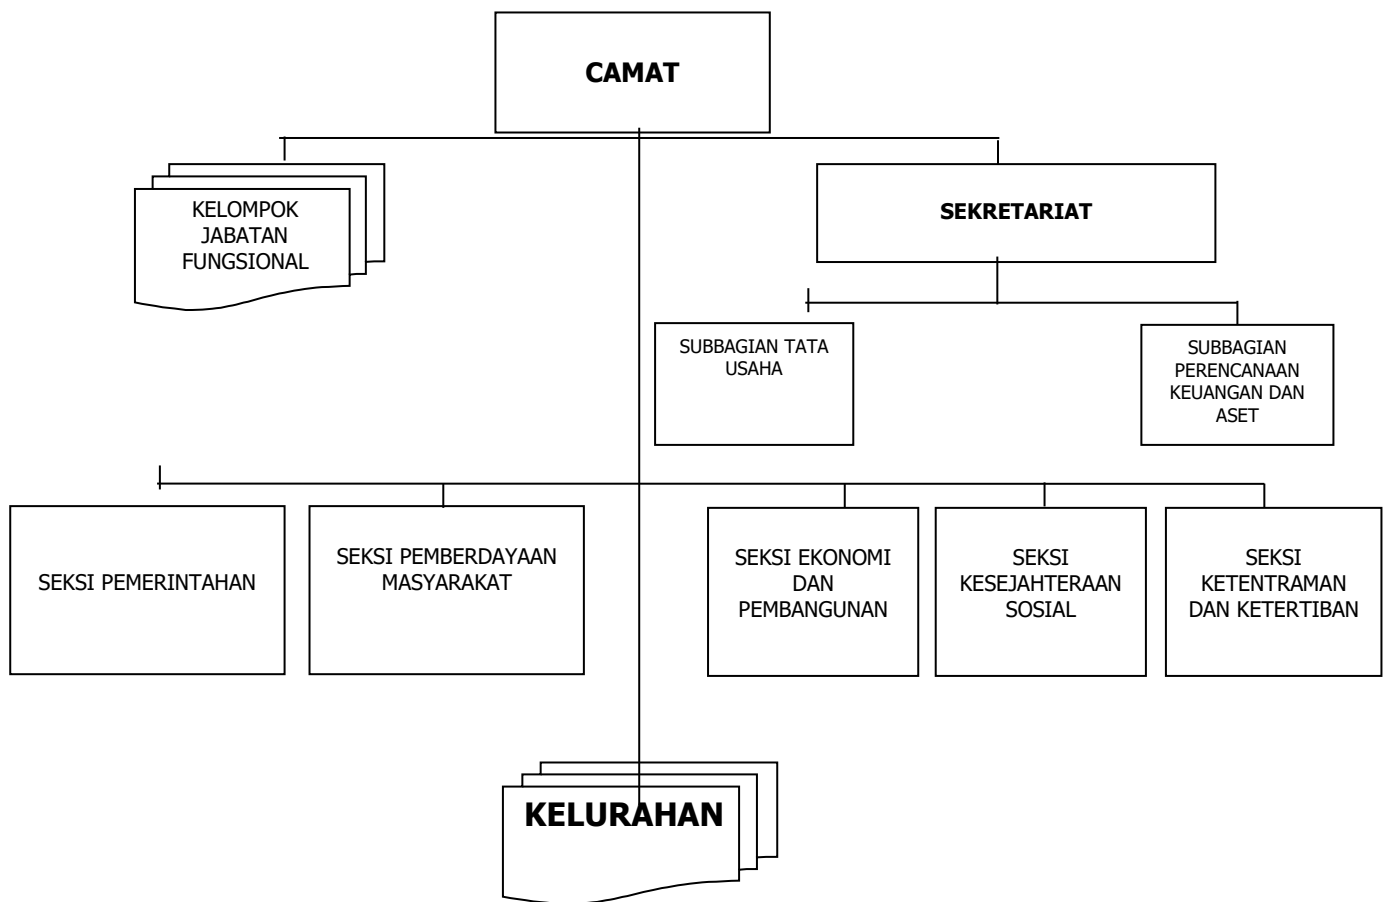 CAMAT
KELOMPOK
JABATAN
FUNGSIONAL
SEKRETARIAT
SUBBAGIAN TATA
USAHA
SUBBAGIAN
PERENCANAAN
KEUANGAN DAN
ASET
SEKSI PEMERINTAHAN
SEKSI PEMBERDAYAAN
MASYARAKAT
SEKSI EKONOMI
DAN
PEMBANGUNAN
SEKSI
KESEJAHTERAAN
SOSIAL
SEKSI
KETENTRAMAN
DAN KETERTIBAN
KELURAHAN